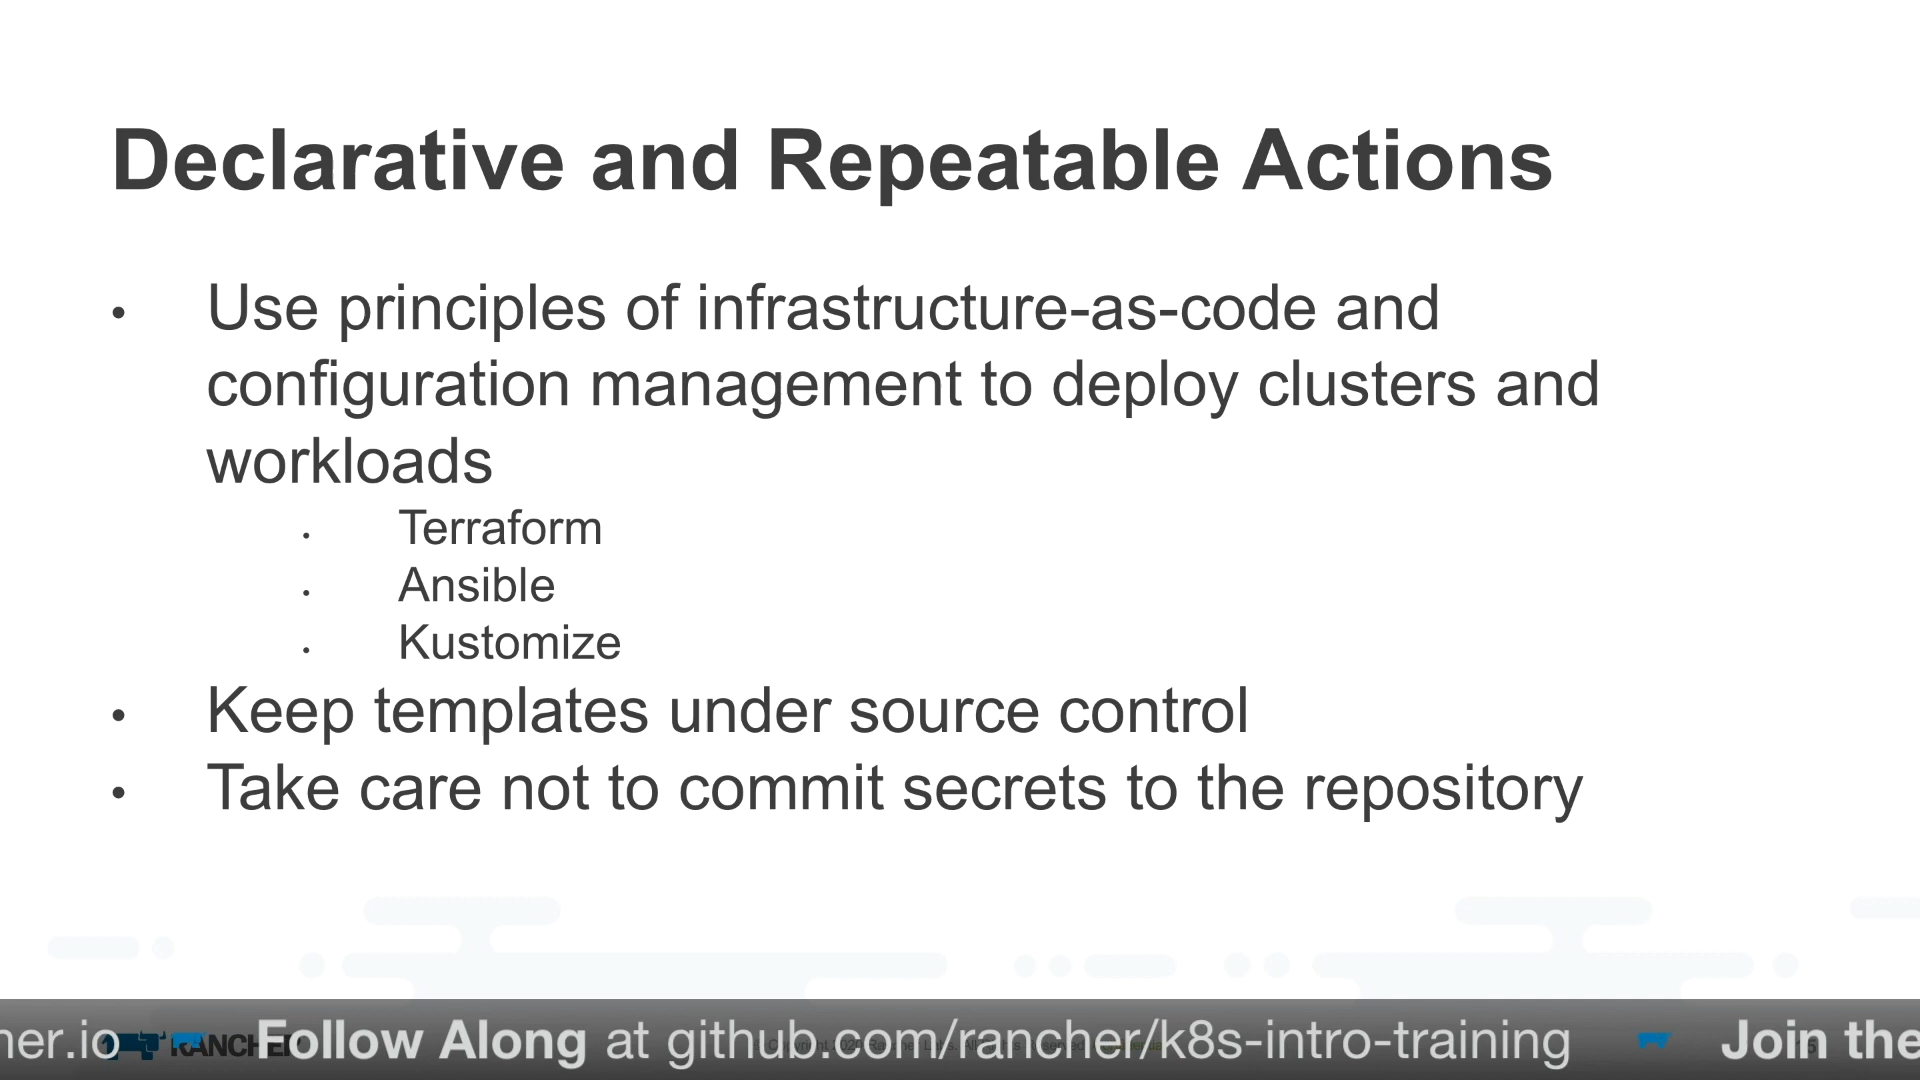 Declarative and Repeatable Actions
• Use principles of infrastructure-as-code and
configuration management to deploy clusters and
workloads
• Terraform
• Ansible
• Kustomize
• Keep templates under source control
• Take care not to commit secrets to the repository
her.io RANCHER Follow Along at github.com/rancher/k8s-intro-training Join the